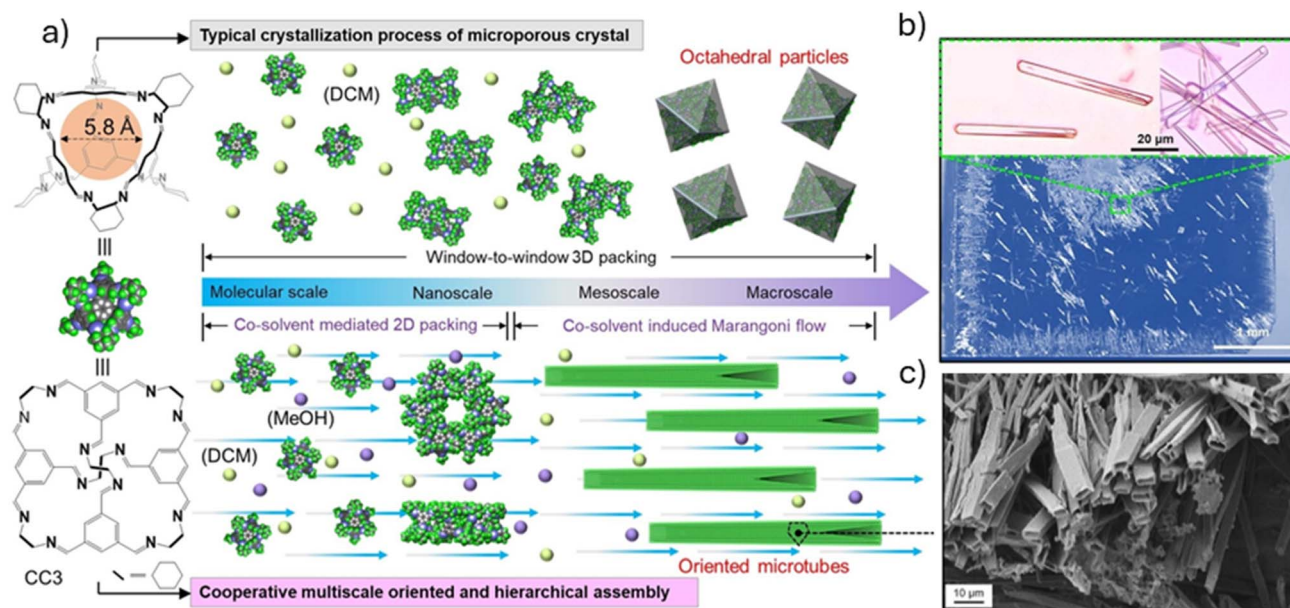 a)
Typical crystallization process of microporous crystal
N
N
N
N
N
N
N
N
5.8 Å
(DCM)
Octahedral particles
Window-to-window 3D packing
Molecular scale
Nanoscale
Mesoscale
Macroscale
Co-solvent mediated 2D packing
Co-solvent induced Marangoni flow
(MeOH)
(DCM)
N
N
N
N
N
N
N
N
N
N
N
N
CC3
Oriented microtubes
Cooperative multiscale oriented and hierarchical assembly
b)
20 μm
1 mm
c)
10 μm